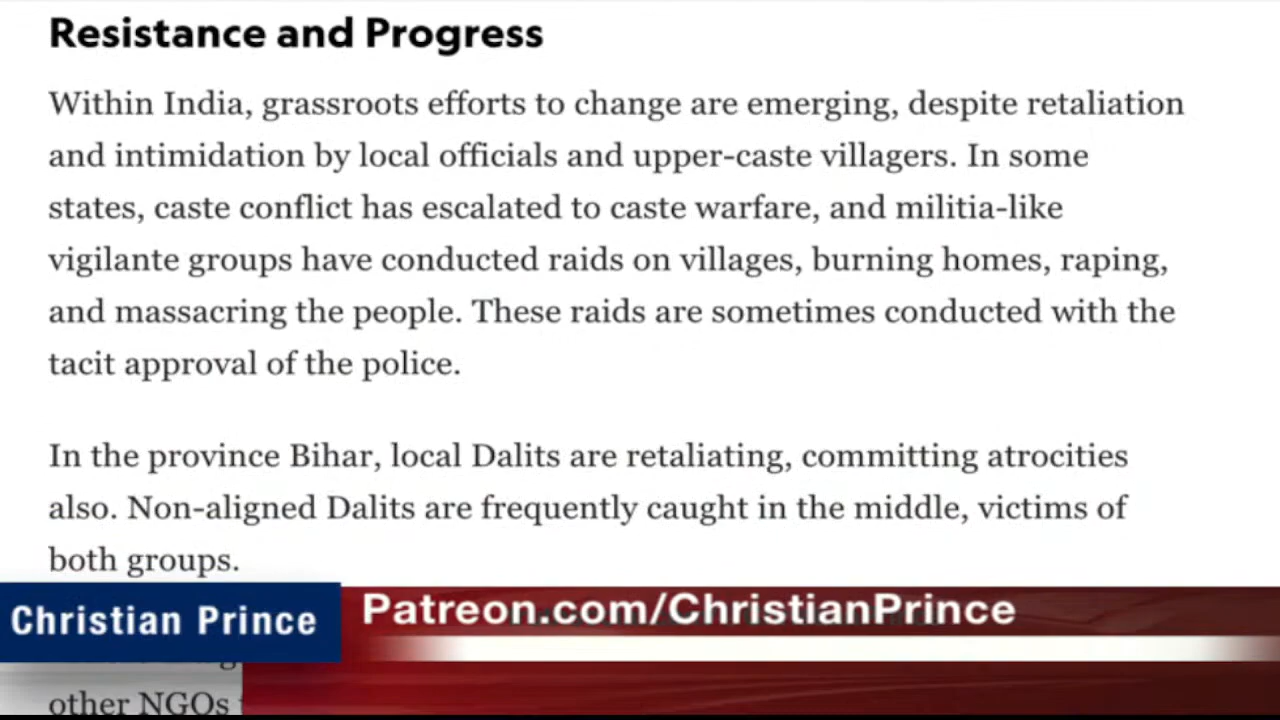 Resistance and Progress
Within India, grassroots efforts to change are emerging, despite retaliation
and intimidation by local officials and upper-caste villagers. In some
states, caste conflict has escalated to caste warfare, and militia-like
vigilante groups have conducted raids on villages, burning homes, raping,
and massacring the people. These raids are sometimes conducted with the
tacit approval of the police.
In the province Bihar, local Dalits are retaliating, committing atrocities
also. Non-aligned Dalits are frequently caught in the middle, victims of
both groups.
Christian Prince
Patreon.com/ChristianPrince
other NGOs